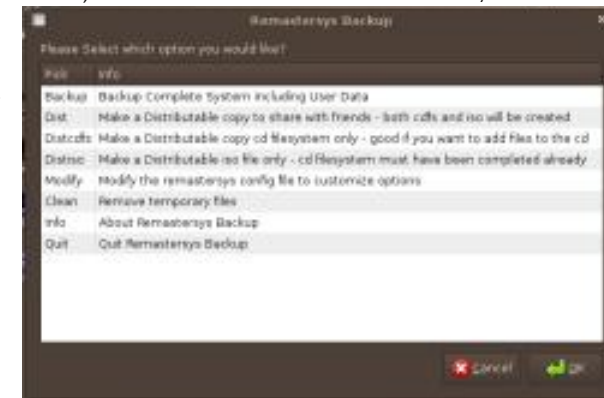 Remastersys Backup
Please Select which option you would like?
Pick Info
Backup Backup Complete System including User Data
Dist Make a Distributable copy to share with friends - both cdfs and iso will be created
Distcdfs Make a Distributable copy cd filesystem only - good if you want to add files to the cd
Distiso Make a Distributable iso file only - cd filesystem must have been completed already
Modify Modify the remastersys config file to customize options
Clean Remove temporary files
Info About Remastersys Backup
Quit Quit Remastersys Backup
Cancel OK